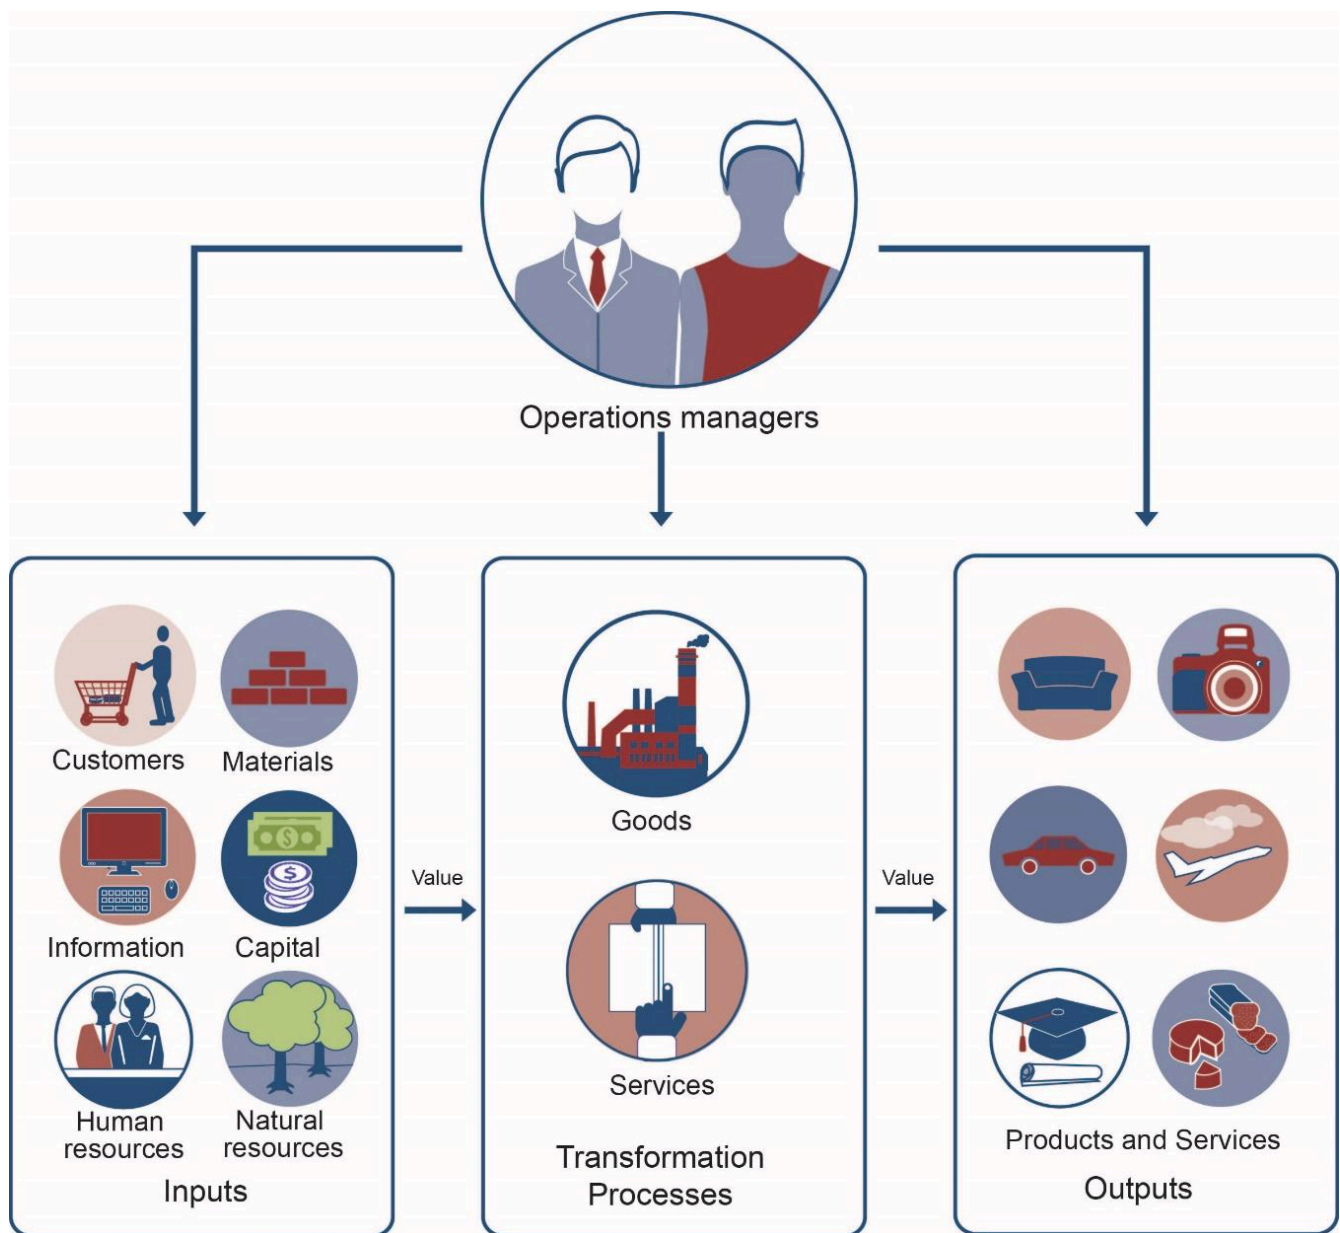 Operations managers
Customers
Materials
Information
Capital
Human
resources
Natural
resources
Inputs
Value
Goods
Services
Transformation
Processes
Value
Products and Services
Outputs
$
$